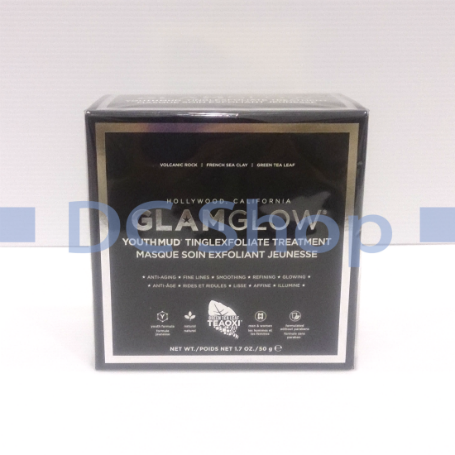 VOLCANIC ROCK / FRENCH SEA CLAY / GREEN TEA LEAF
HOLLYWOOD, CALIFORNIA
GLAMGLOW®
YOUTHMUD® TINGLEXFOLIATE TREATMENT
MASQUE SOIN EXFOLIANT JEUNESSE
ANTI-AGING ★ FINE LINES ★ SMOOTHING ★ REFINING ★ GLOWING
ANTI-ÂGE ★ RIDES ET RIDULES ★ LISSE ★ AFFINE ★ ILLUMINE
TEAOXI
NET WT./POIDS NET 1.7 OZ./50 g ℮
DCShop